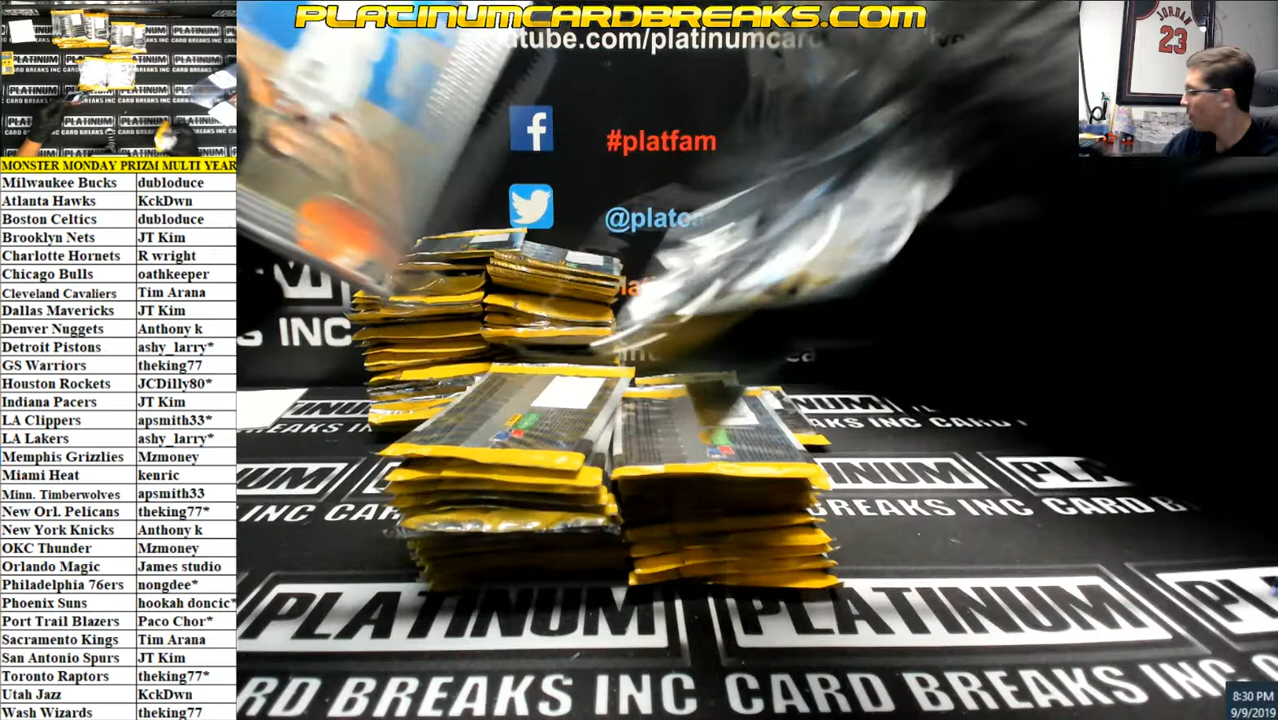 PLATINUMCARDBREAKS.COM
JORDAN
23
#platfam
MONSTER MONDAY PRIZM MULTI YEAR
Milwaukee Bucks dubloduce
Atlanta Hawks KckDwn
Boston Celtics dubloduce
Brooklyn Nets JT Kim
Charlotte Hornets R wright
Chicago Bulls oathkeeper
Cleveland Cavaliers Tim Arana
Dallas Mavericks JT Kim
Denver Nuggets Anthony k
Detroit Pistons ashy_larry*
GS Warriors theking77
Houston Rockets JCDilly80*
Indiana Pacers JT Kim
LA Clippers apsmith33*
LA Lakers ashy_larry*
Memphis Grizzlies Mzmoney
Miami Heat kenric
Minn. Timberwolves apsmith33
New Orl. Pelicans theking77*
New York Knicks Anthony k
OKC Thunder Mzmoney
Orlando Magic James studio
Philadelphia 76ers nongdee*
Phoenix Suns hookah doncic*
Port Trail Blazers Paco Chor*
Sacramento Kings Tim Arana
San Antonio Spurs JT Kim
Toronto Raptors theking77*
Utah Jazz KckDwn
Wash Wizards theking77
PLATINUM PLATINUM
CARD BREAKS INC CARD BREAKS INC
8:30 PM
9/9/2019